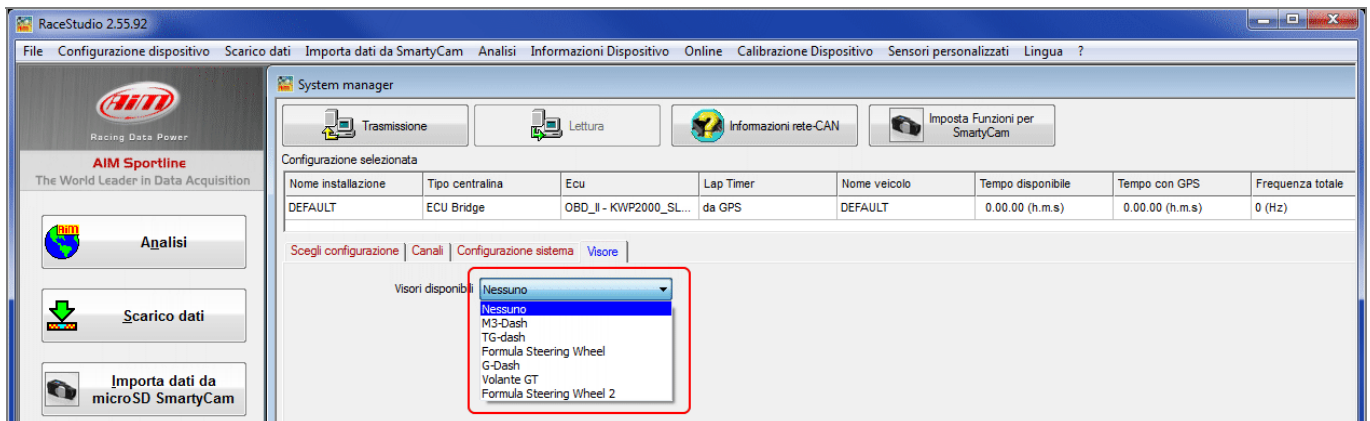 RaceStudio 2.55.92
File Configurazione dispositivo Scarico dati Importa dati da SmartyCam Analisi Informazioni Dispositivo Online Calibrazione Dispositivo Sensori personalizzati Lingua ?
AiM
Racing Data Power
AIM Sportline
The World Leader in Data Acquisition
Aim
Analisi
Scarico dati
Importa dati da
microSD SmartyCam
System manager
Trasmissione
Lettura
Informazioni rete-CAN
Imposta Funzioni per
SmartyCam
Configurazione selezionata
Nome installazione Tipo centralina Ecu Lap Timer Nome veicolo Tempo disponibile Tempo con GPS Frequenza totale
DEFAULT ECU Bridge OBD_II - KWP2000_SL... da GPS DEFAULT 0.00.00 (h.m.s) 0.00.00 (h.m.s) 0 (Hz)
Scegli configurazione Canali Configurazione sistema Visore
Visori disponibili Nessuno
Nessuno
M3-Dash
TG-dash
Formula Steering Wheel
G-Dash
Volante GT
Formula Steering Wheel 2